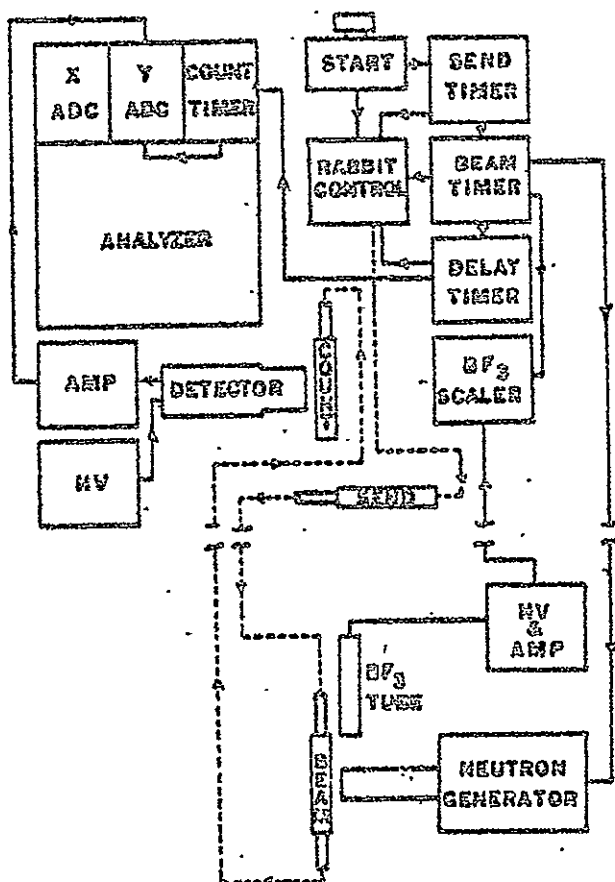 X
ADC
Y
ADC
COUNT
TIMER
ANALYZER
START
SEND
TIMER
RABBIT
CONTROL
BEAM
TIMER
DELAY
TIMER
BF3
SCALER
AMP
DETECTOR
COUNT
HV
SEND
HV
&
AMP
BF3
TUBE
BEAM
NEUTRON
GENERATOR